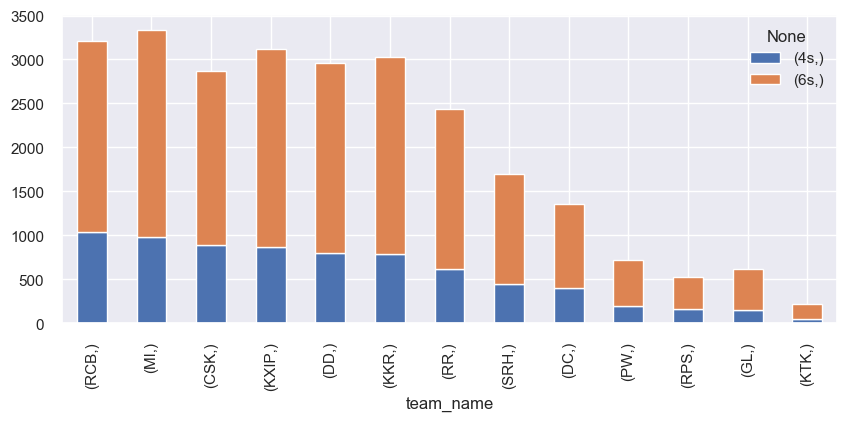 3500
3000
2500
2000
1500
1000
500
0
None
(4s,)
(6s,)
(RCB,)
(MI,)
(CSK,)
(KXIP,)
(DD,)
(KKR,)
(RR,)
(SRH,)
(DC,)
(PW,)
(RPS,)
(GL,)
(KTK,)
team_name